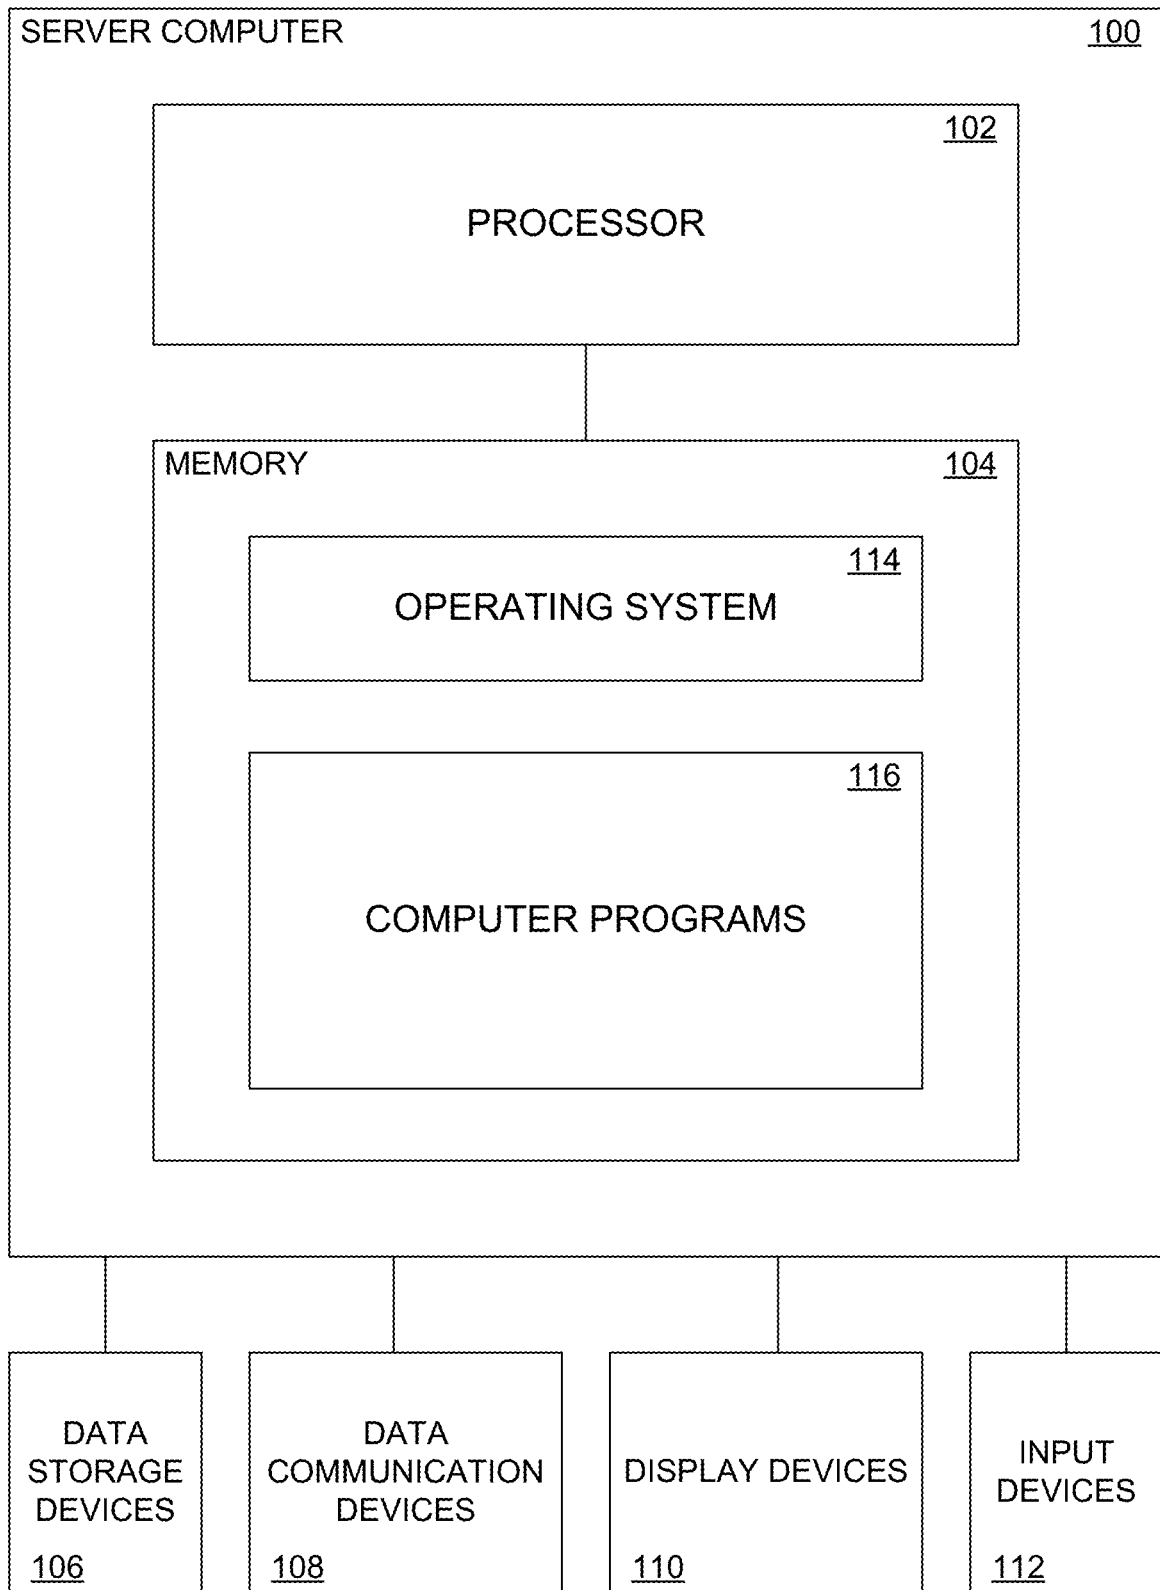 SERVER COMPUTER 100
102
PROCESSOR
MEMORY 104
114
OPERATING SYSTEM
116
COMPUTER PROGRAMS
DATA
STORAGE
DEVICES
106
DATA
COMMUNICATION
DEVICES
108
DISPLAY DEVICES
110
INPUT
DEVICES
112